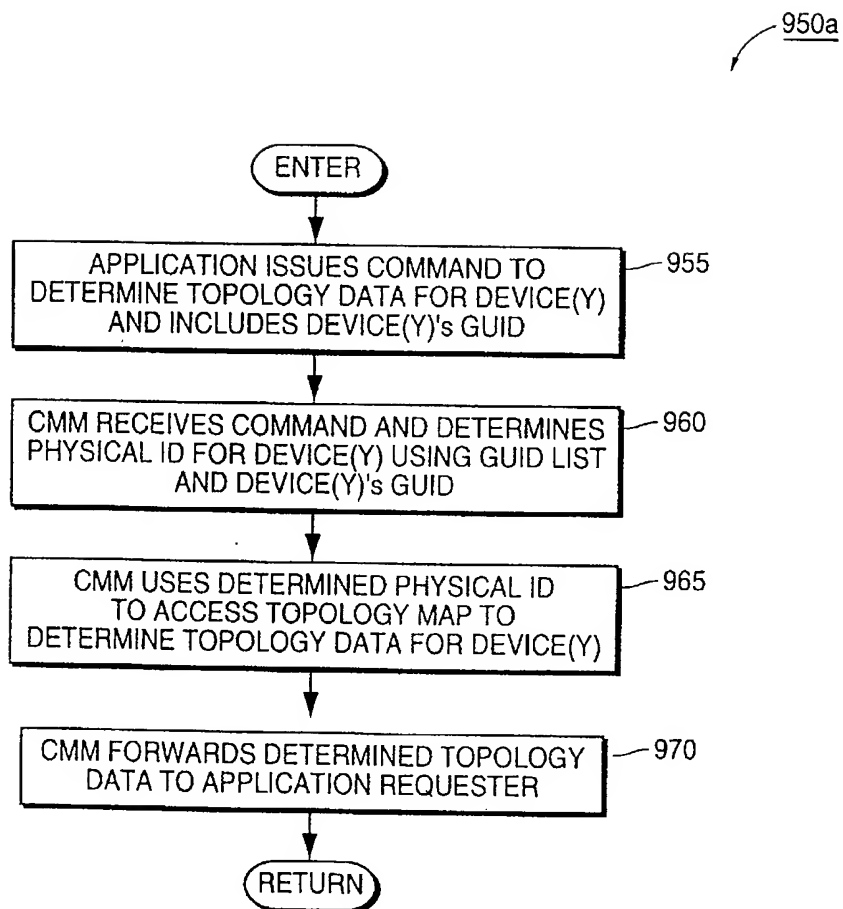 950a
ENTER
APPLICATION ISSUES COMMAND TO
DETERMINE TOPOLOGY DATA FOR DEVICE(Y)
AND INCLUDES DEVICE(Y)'s GUID
955
CMM RECEIVES COMMAND AND DETERMINES
PHYSICAL ID FOR DEVICE(Y) USING GUID LIST
AND DEVICE(Y)'s GUID
960
CMM USES DETERMINED PHYSICAL ID
TO ACCESS TOPOLOGY MAP TO
DETERMINE TOPOLOGY DATA FOR DEVICE(Y)
965
CMM FORWARDS DETERMINED TOPOLOGY
DATA TO APPLICATION REQUESTER
970
RETURN